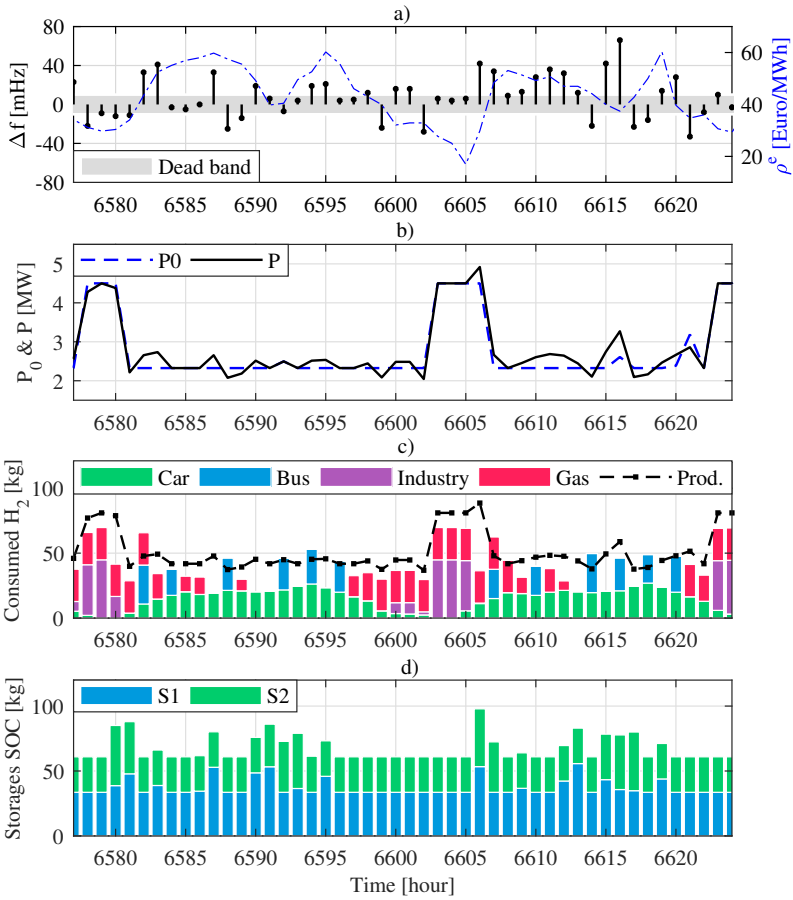 a)
Δf [mHz]
80
40
0
-40
-80
60
40
20
ρᵉ [Euro/MWh]
Dead band
6580 6585 6590 6595 6600 6605 6610 6615 6620
b)
P₀ & P [MW]
5
4
3
2
P0 P
6580 6585 6590 6595 6600 6605 6610 6615 6620
c)
Consumed H₂ [kg]
100
50
0
Car Bus Industry Gas Prod.
6580 6585 6590 6595 6600 6605 6610 6615 6620
d)
Storages SOC [kg]
100
50
0
S1 S2
6580 6585 6590 6595 6600 6605 6610 6615 6620
Time [hour]